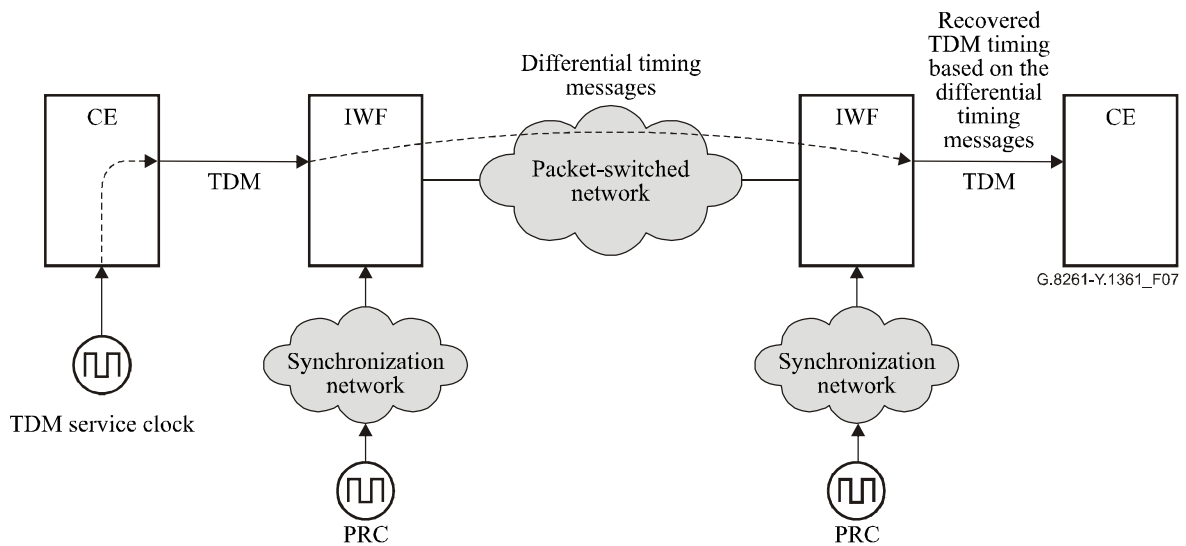 Recovered
TDM timing
based on the
differential
timing
messages
Differential timing
messages
CE
IWF
IWF
CE
Packet-switched
network
TDM
TDM
G.8261-Y.1361_F07
Synchronization
network
Synchronization
network
TDM service clock
PRC
PRC